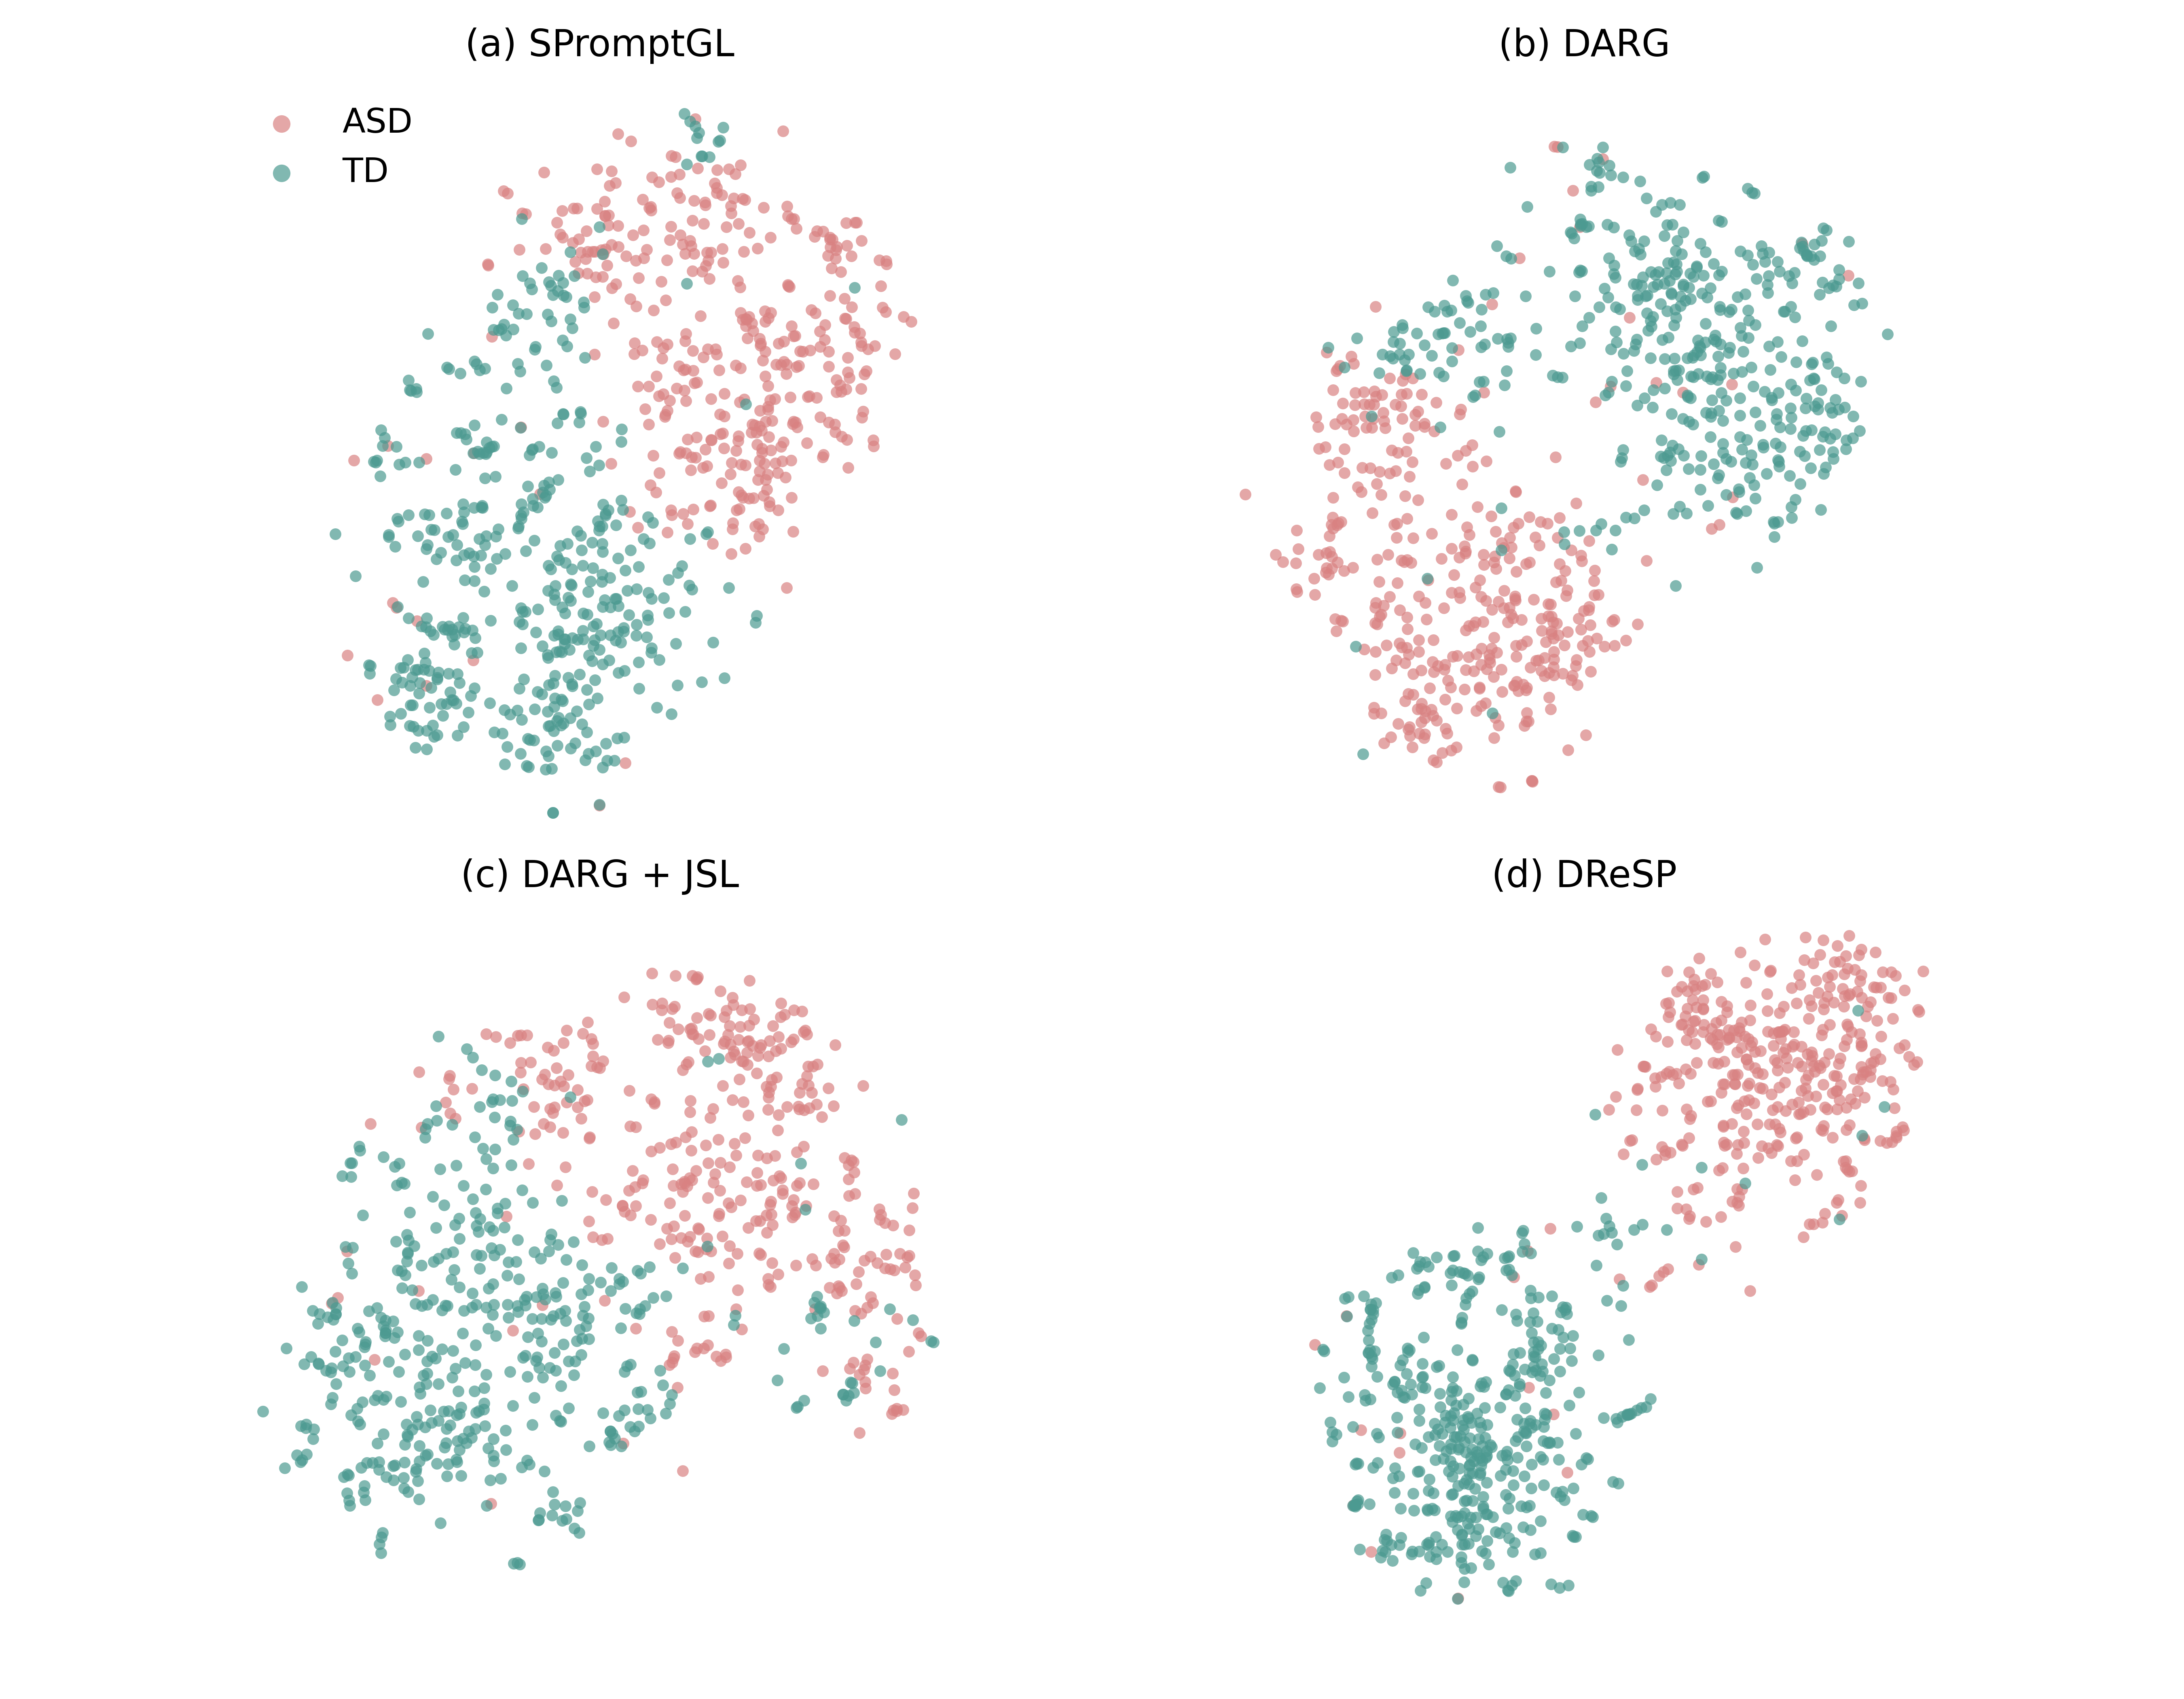 (a) SPromptGL
(b) DARG
ASD
TD
(c) DARG + JSL
(d) DReSP